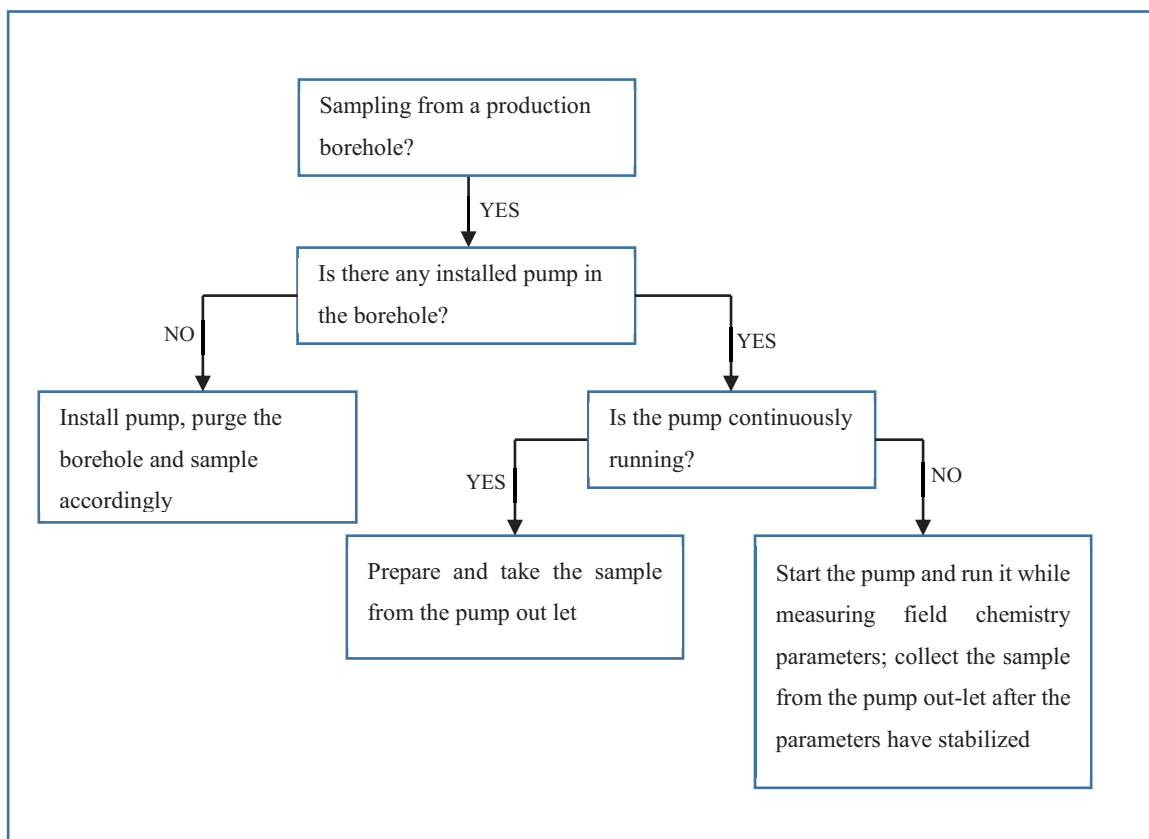 Sampling from a production
borehole?
YES
Is there any installed pump in
the borehole?
NO
YES
Install pump, purge the
borehole and sample
accordingly
Is the pump continuously
running?
YES
NO
Prepare and take the sample
from the pump out let
Start the pump and run it while
measuring field chemistry
parameters; collect the sample
from the pump out-let after the
parameters have stabilized